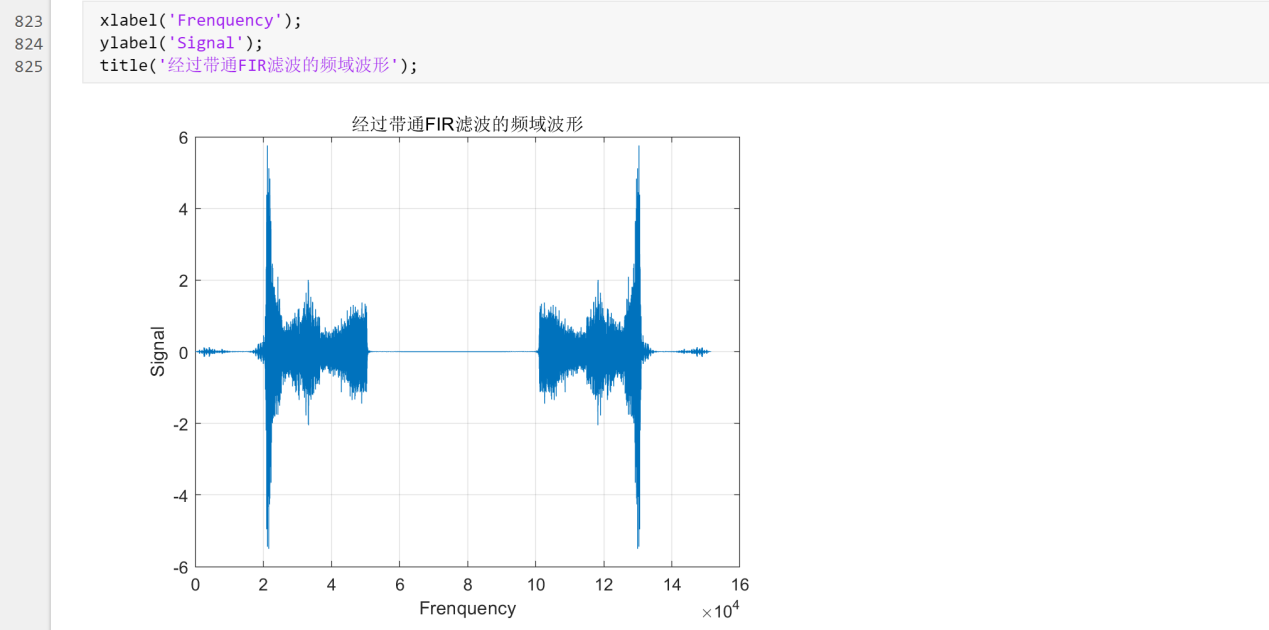 823 xlabel('Frenquency');
824 ylabel('Signal');
825 title('经过带通FIR滤波的频域波形');
经过带通FIR滤波的频域波形
6
4
2
0
-2
-4
-6
Signal
0 2 4 6 8 10 12 14 16
Frenquency
×10⁴